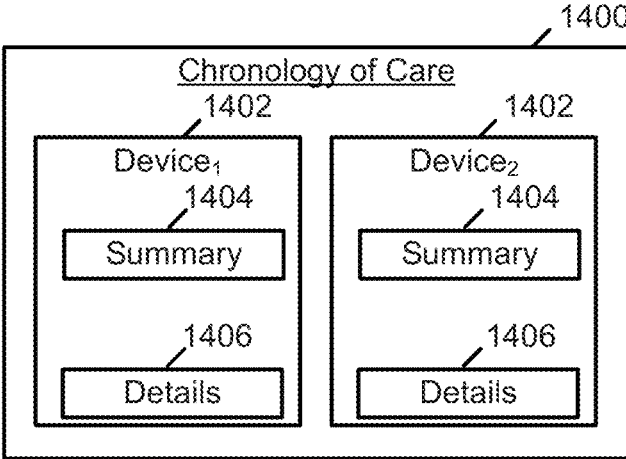 1400
Chronology of Care
1402 1402
Device₁ Device₂
1404 1404
Summary Summary
1406 1406
Details Details